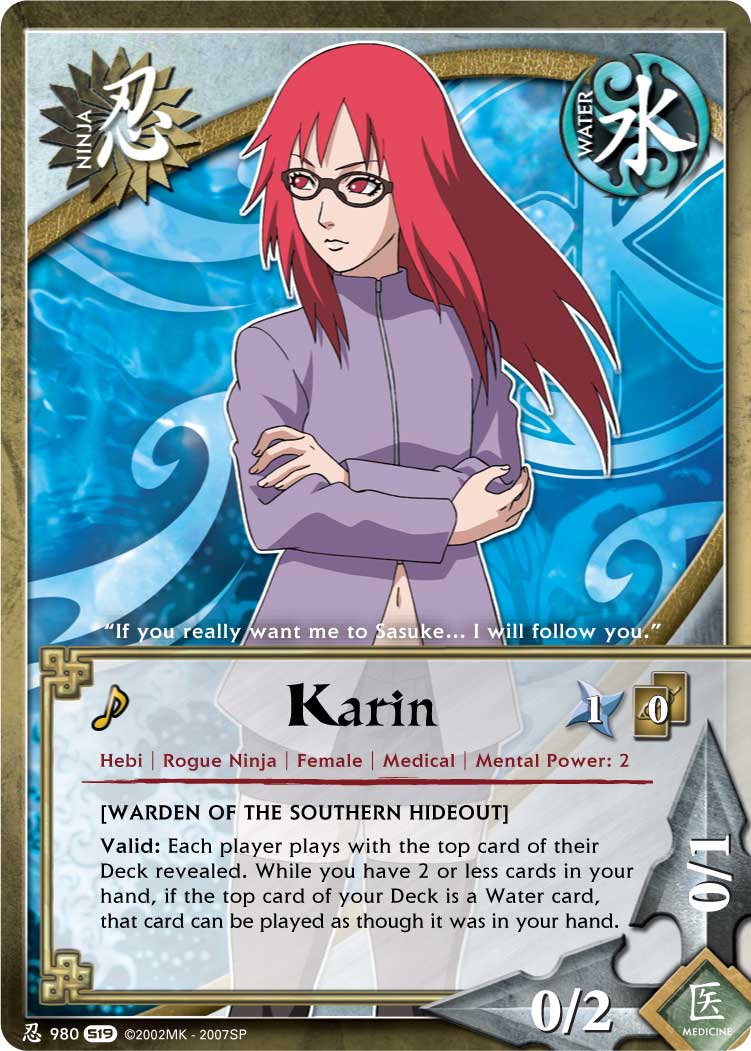 NINJA
忍
WATER
水
“If you really want me to Sasuke... I will follow you.”
Karin
1
0
Hebi | Rogue Ninja | Female | Medical | Mental Power: 2
[WARDEN OF THE SOUTHERN HIDEOUT]
Valid: Each player plays with the top card of their
Deck revealed. While you have 2 or less cards in your
hand, if the top card of your Deck is a Water card,
that card can be played as though it was in your hand.
0/1
0/2
医
MEDICINE
忍 980 S19 ©2002MK - 2007SP